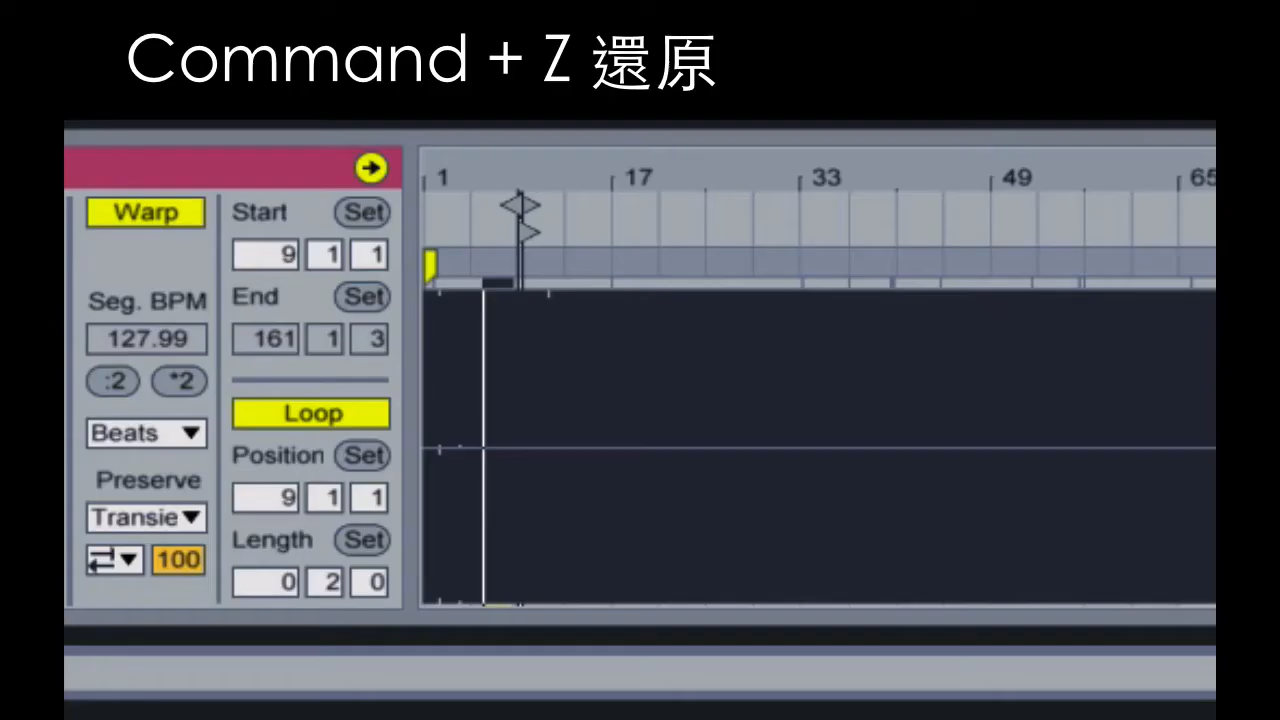 Command + Z 還原
1 17 33 49 65
Warp Start Set
9 1 1
Seg. BPM End Set
127.99 161 1 3
:2 *2
Loop
Beats Position Set
Preserve 9 1 1
Transie Length Set
100 0 2 0